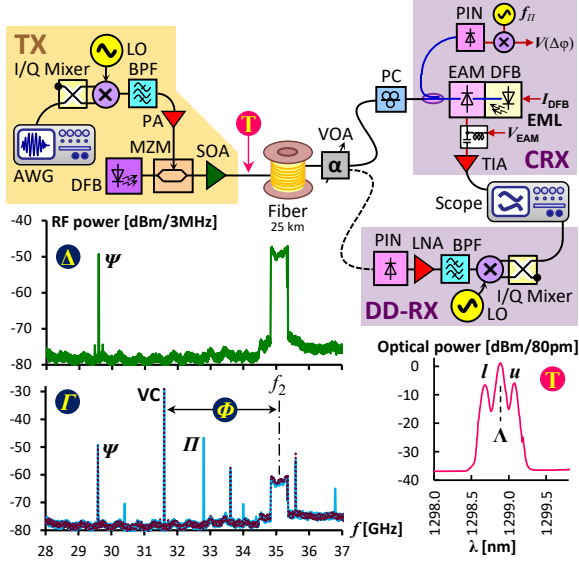 TX
LO
I/Q Mixer
BPF
PA
AWG
MZM
SOA
DFB
T
Fiber
25 km
VOA
α
PC
PIN
f_Π
V(Δφ)
EAM DFB
I_DFB
EML
V_EAM
TIA
CRX
Scope
PIN LNA BPF
I/Q Mixer
LO
DD-RX
RF power [dBm/3MHz]
-40
-50
-60
-70
-80
Δ
Ψ
-30
-40
-50
-60
-70
-80
Γ
VC
Φ
f₂
Ψ
Π
28 29 30 31 32 33 34 35 36 37
f [GHz]
Optical power [dBm/80pm]
0
-10
-20
-30
-40
l
u
Λ
T
1298.0
1298.5
1299.0
1299.5
λ [nm]